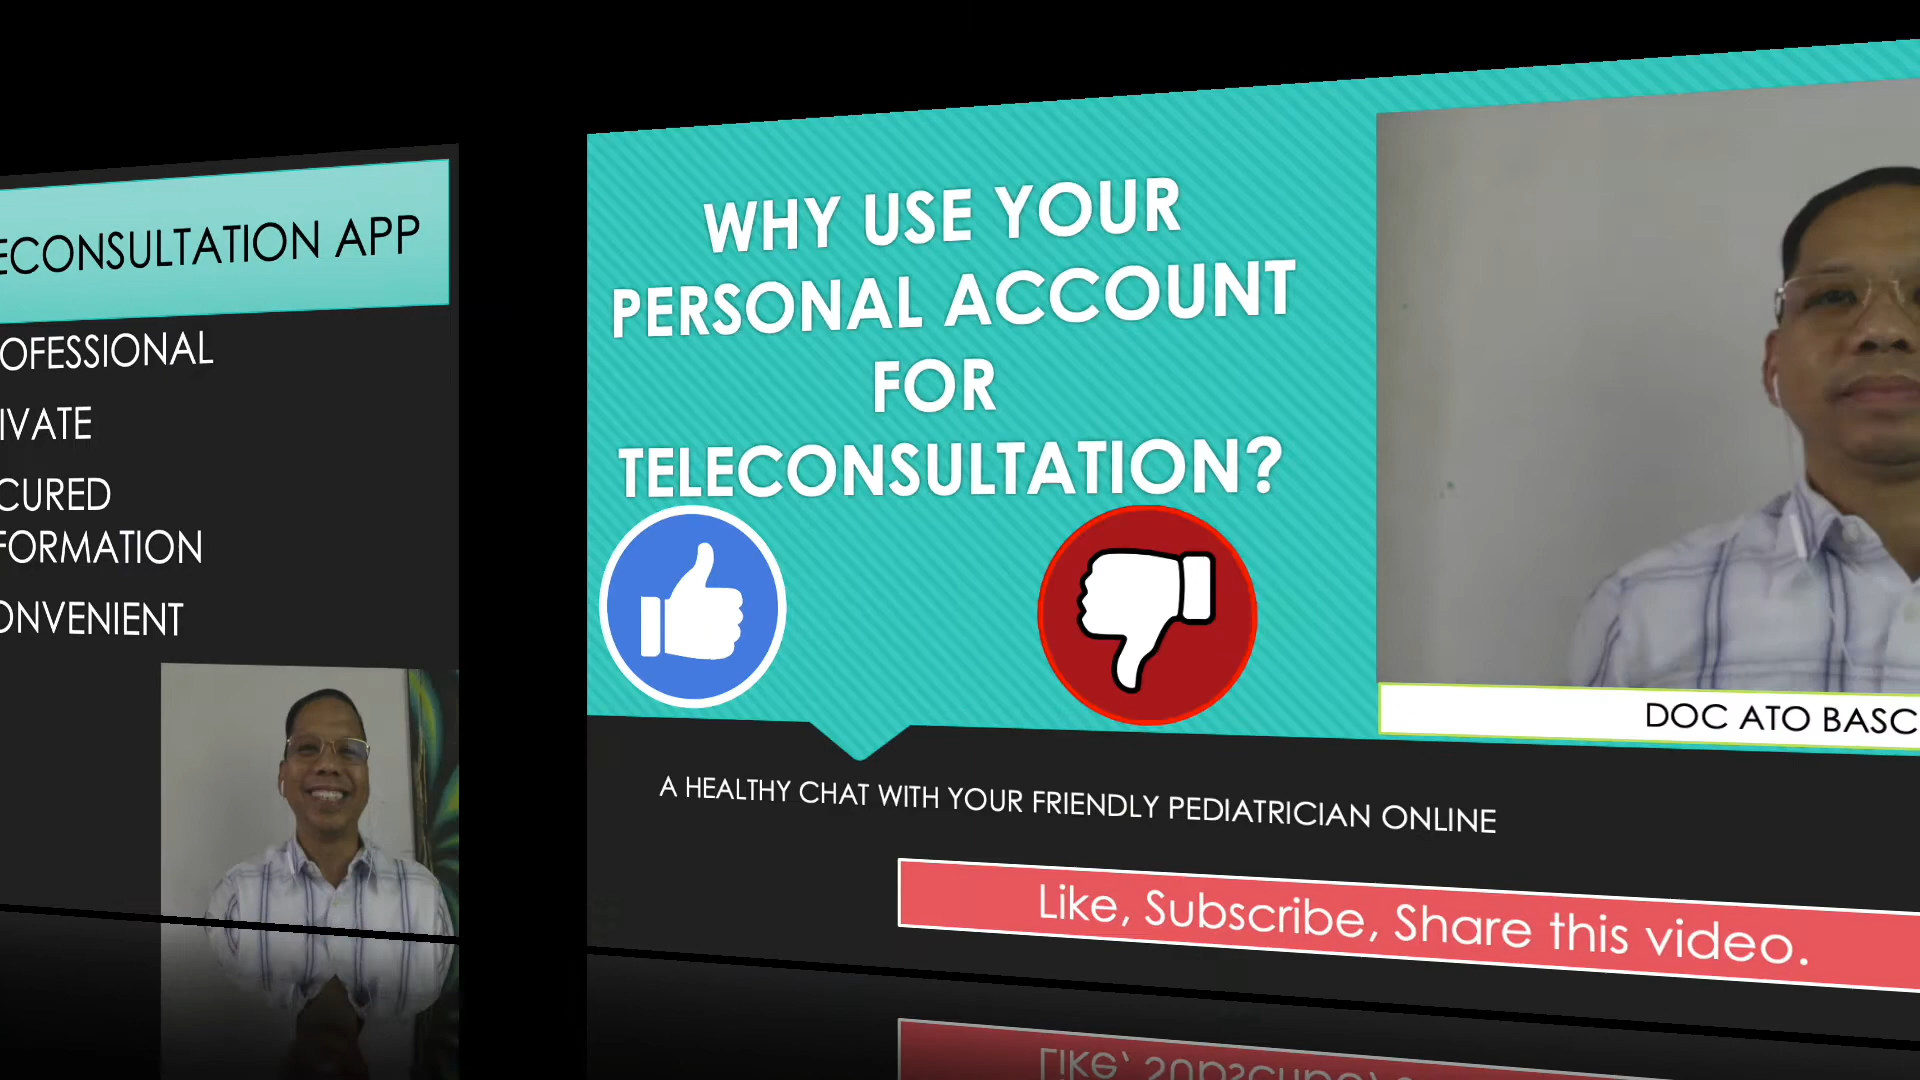 ECONSULTATION APP
OFESSIONAL
IVATE
CURED
FORMATION
ONVENIENT
WHY USE YOUR
PERSONAL ACCOUNT
FOR
TELECONSULTATION?
DOC ATO BASC
A HEALTHY CHAT WITH YOUR FRIENDLY PEDIATRICIAN ONLINE
Like, Subscribe, Share this video.